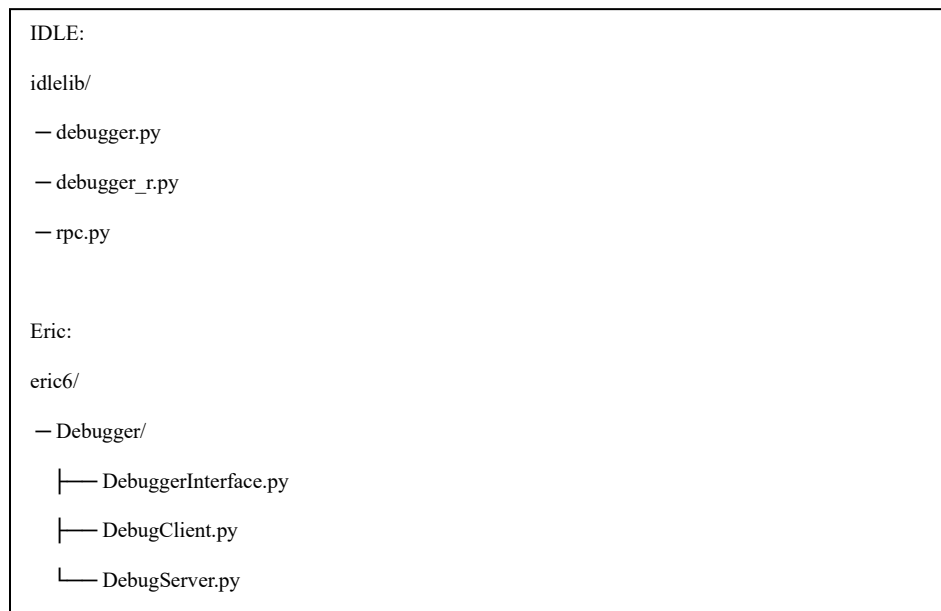 IDLE:
idlelib/
─ debugger.py
─ debugger_r.py
─ rpc.py
Eric:
eric6/
─ Debugger/
├── DebuggerInterface.py
├── DebugClient.py
└── DebugServer.py